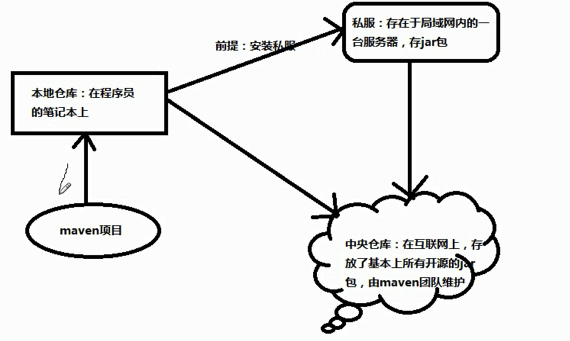 私服：存在于局域网内的一
台服务器，存jar包
前提：安装私服
本地仓库：在程序员
的笔记本上
maven项目
中央仓库：在互联网上，存
放了基本上所有开源的jar
包，由maven团队维护